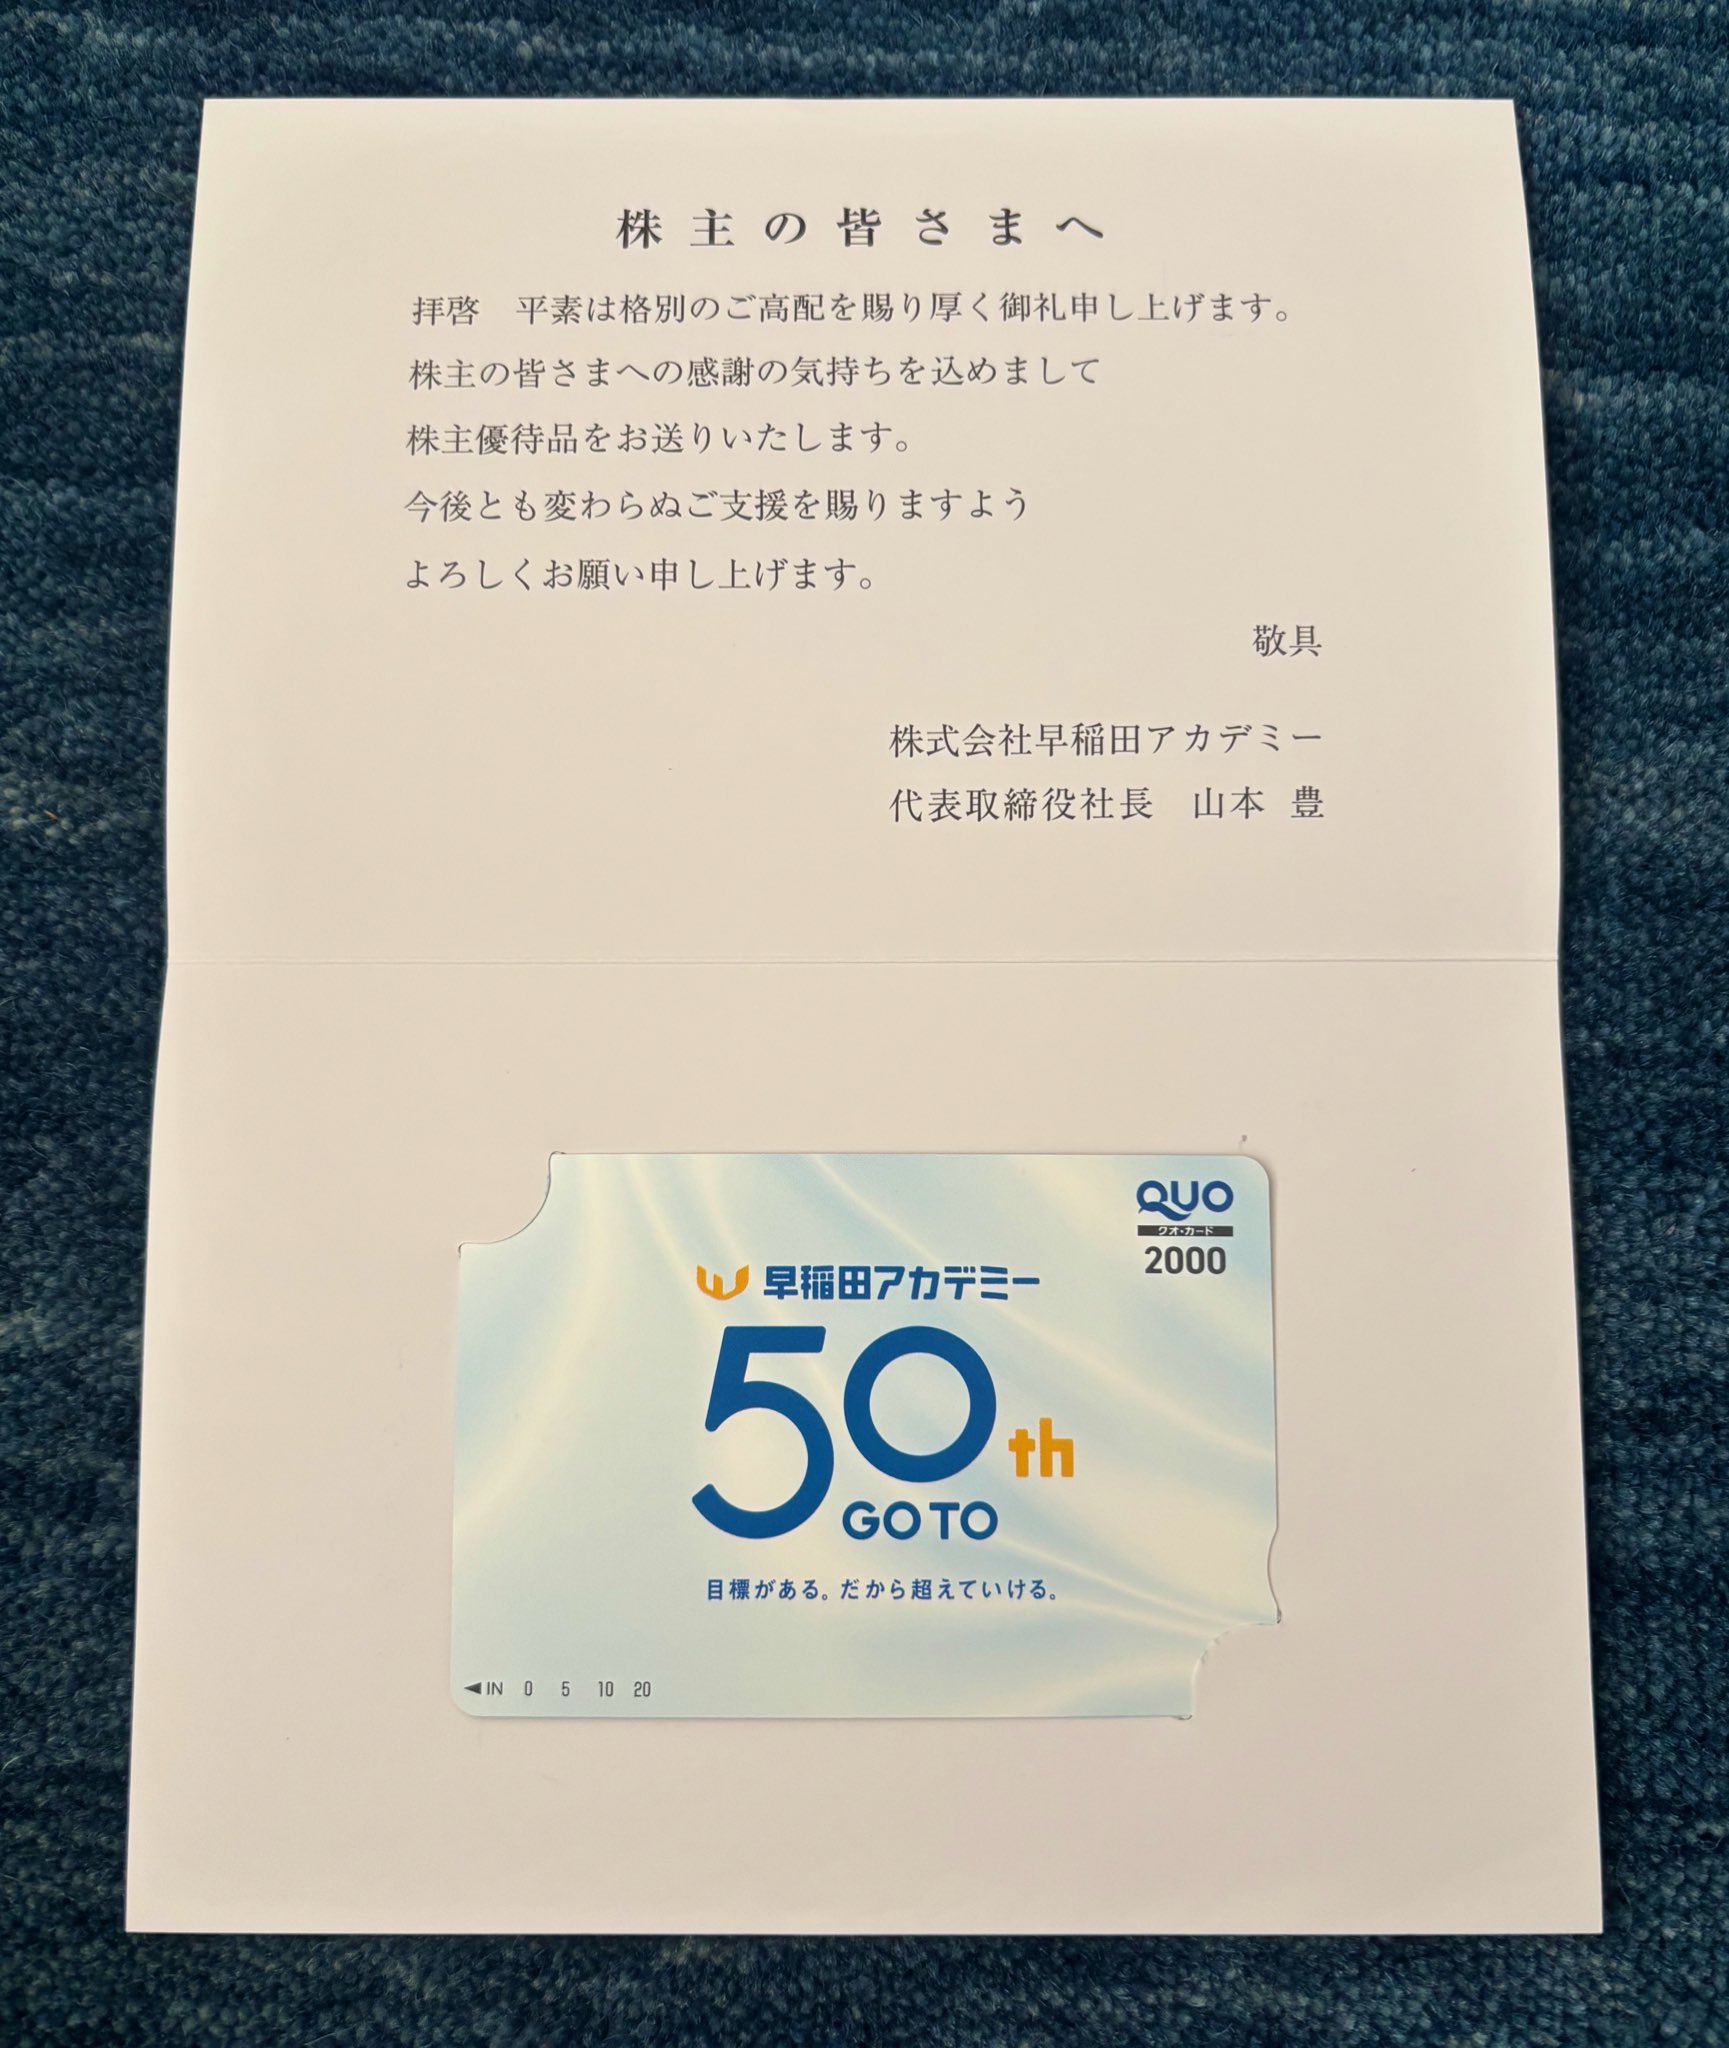 株主の皆さまへ
拝啓　平素は格別のご高配を賜り厚く御礼申し上げます。
株主の皆さまへの感謝の気持ちを込めまして
株主優待品をお送りいたします。
今後とも変わらぬご支援を賜りますよう
よろしくお願い申し上げます。
敬具
株式会社早稲田アカデミー
代表取締役社長　山本 豊
QUO
クオ・カード
2000
早稲田アカデミー
50th
GO TO
目標がある。だから超えていける。
◀IN 0 5 10 20